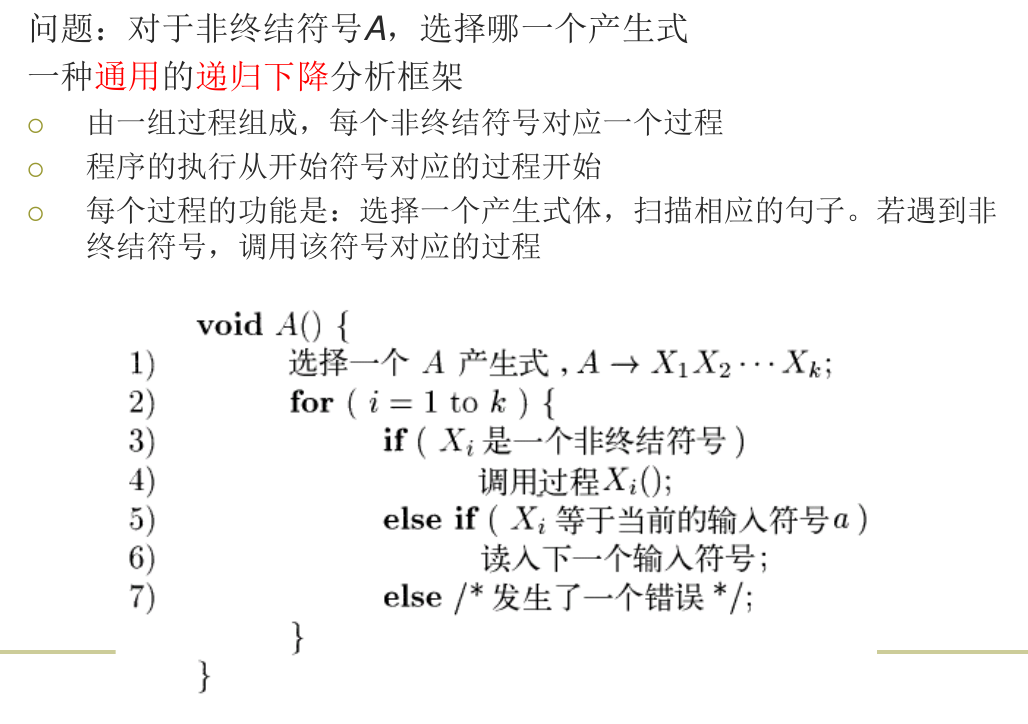 问题：对于非终结符号A，选择哪一个产生式
一种通用的递归下降分析框架
○ 由一组过程组成，每个非终结符号对应一个过程
○ 程序的执行从开始符号对应的过程开始
○ 每个过程的功能是：选择一个产生式体，扫描相应的句子。若遇到非
终结符号，调用该符号对应的过程
void A() {
1) 选择一个 A 产生式 , A → X₁X₂ ··· Xₖ;
2) for ( i = 1 to k ) {
3) if ( Xᵢ 是一个非终结符号 )
4) 调用过程Xᵢ();
5) else if ( Xᵢ 等于当前的输入符号a )
6) 读入下一个输入符号;
7) else /* 发生了一个错误 */;
}
}